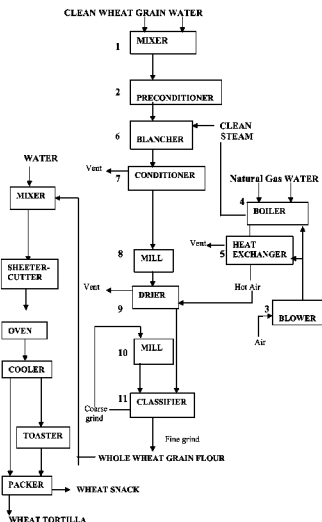 CLEAN WHEAT GRAIN WATER
1
MIXER
2
PRECONDITIONER
6
BLANCHER
CLEAN
STEAM
WATER
Vent
7
CONDITIONER
Natural Gas WATER
MIXER
4
BOILER
Vent
5
HEAT
EXCHANGER
8
MILL
SHEETER-
CUTTER
Vent
DRIER
Hot Air
9
3
BLOWER
OVEN
Air
10
MILL
COOLER
11
CLASSIFIER
Coarse
grind
TOASTER
Fine grind
WHOLE WHEAT GRAIN FLOUR
PACKER
WHEAT SNACK
WHEAT TORTILLA